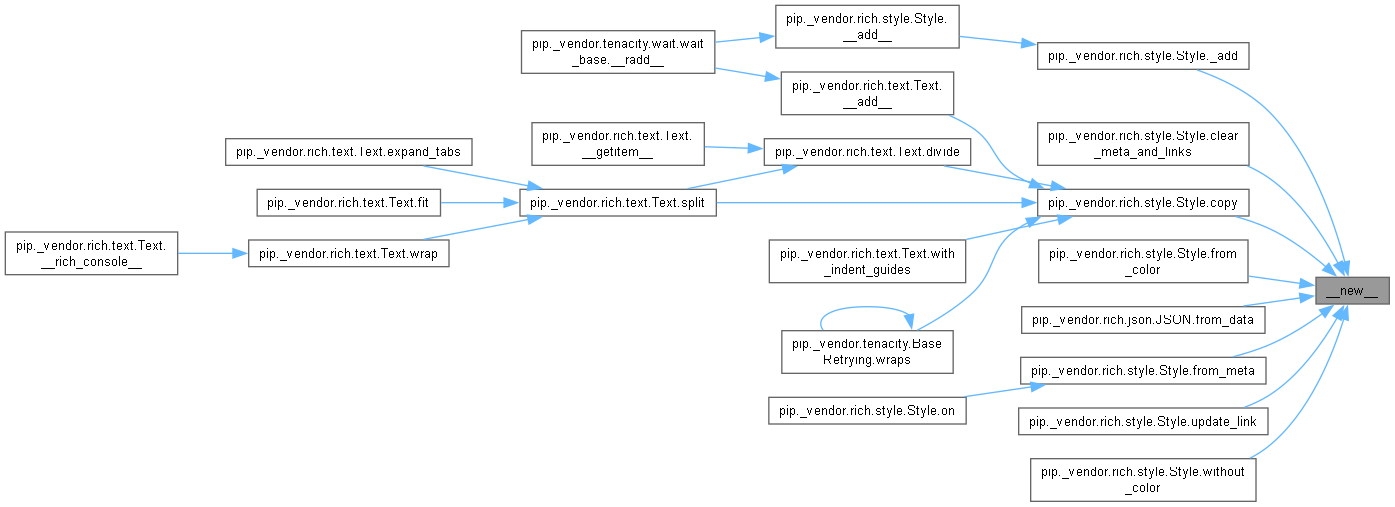 pip._vendor.rich.style.Style.
__add__
pip._vendor.tenacity.wait.wait
_base.__radd__
pip._vendor.rich.style.Style._add
pip._vendor.rich.text.Text.
__add__
pip._vendor.rich.text.Text.
__getitem__
pip._vendor.rich.style.Style.clear
_meta_and_links
pip._vendor.rich.text.Text.expand_tabs
pip._vendor.rich.text.Text.divide
pip._vendor.rich.text.Text.fit
pip._vendor.rich.text.Text.split
pip._vendor.rich.style.Style.copy
pip._vendor.rich.text.Text.
__rich_console__
pip._vendor.rich.text.Text.wrap
pip._vendor.rich.text.Text.with
_indent_guides
pip._vendor.rich.style.Style.from
_color
__new__
pip._vendor.rich.json.JSON.from_data
pip._vendor.tenacity.Base
Retrying.wraps
pip._vendor.rich.style.Style.from_meta
pip._vendor.rich.style.Style.on
pip._vendor.rich.style.Style.update_link
pip._vendor.rich.style.Style.without
_color